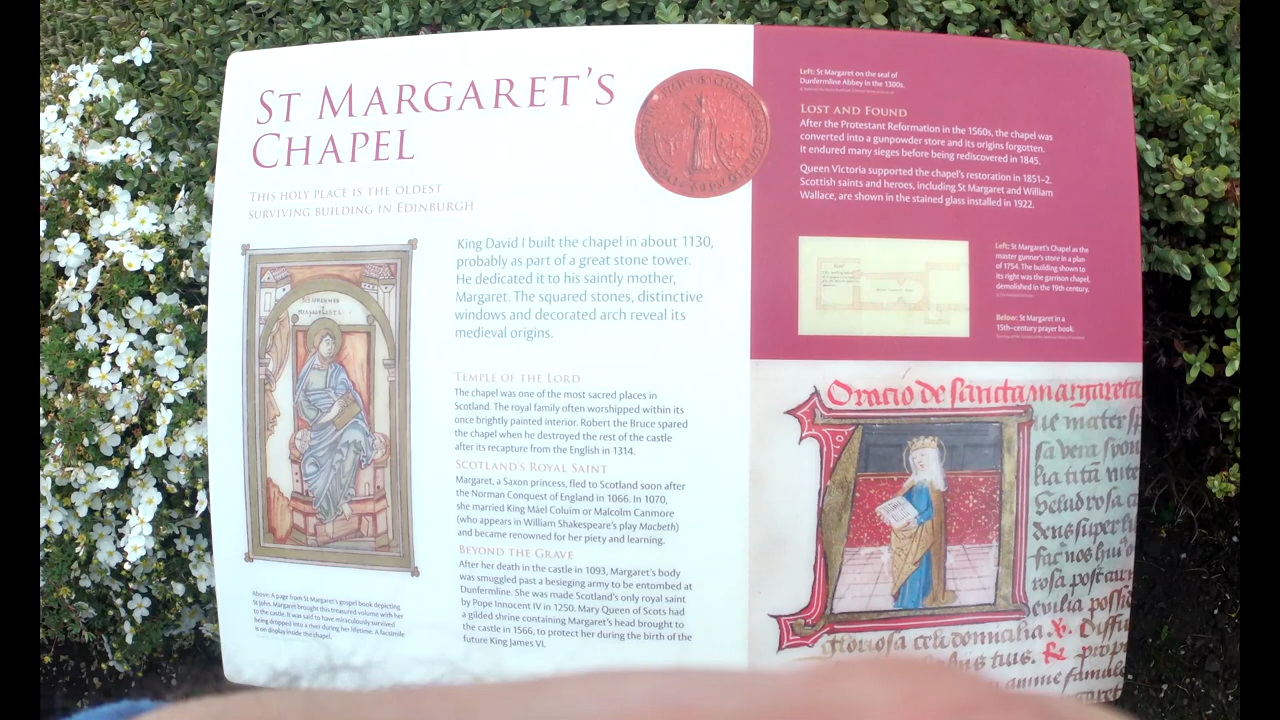 ST MARGARET'S
CHAPEL
THIS HOLY PLACE IS THE OLDEST
SURVIVING BUILDING IN EDINBURGH
King David I built the chapel in about 1130,
probably as part of a great stone tower.
He dedicated it to his saintly mother,
Margaret. The squared stones, distinctive
windows and decorated arch reveal its
medieval origins.
TEMPLE OF THE LORD
The chapel was one of the most sacred places in
Scotland. The royal family often worshipped within its
once brightly painted interior. Robert the Bruce spared
the chapel when he destroyed the rest of the castle
after its recapture from the English in 1314.
SCOTLAND'S ROYAL SAINT
Margaret, a Saxon princess, fled to Scotland soon after
the Norman Conquest of England in 1066. In 1070,
she married King Máel Coluim or Malcolm Canmore
(who appears in William Shakespeare's play Macbeth)
and became renowned for her piety and learning.
BEYOND THE GRAVE
After her death in the castle in 1093, Margaret's body
was smuggled past a besieging army to be entombed at
Dunfermline. She was made Scotland's only royal saint
by Pope Innocent IV in 1250. Mary Queen of Scots had
a gilded shrine containing Margaret's head brought to
the castle in 1566, to protect her during the birth of the
future King James VI.
Above: A page from St Margaret's gospel book depicting
St John. Margaret brought this treasured volume with her
to the castle. It was said to have miraculously survived
being dropped into a river during her lifetime. A facsimile
is on display inside the chapel.
Left: St Margaret on the seal of
Dunfermline Abbey in the 1300s.
LOST AND FOUND
After the Protestant Reformation in the 1560s, the chapel was
converted into a gunpowder store and its origins forgotten.
It endured many sieges before being rediscovered in 1845.
Queen Victoria supported the chapel's restoration in 1851–2.
Scottish saints and heroes, including St Margaret and William
Wallace, are shown in the stained glass installed in 1922.
Left: St Margaret's Chapel as the
master gunner's store in a plan
of 1754. The building shown to
its right was the garrison chapel,
demolished in the 19th century.
Below: St Margaret in a
15th-century prayer book.
Oracio de sancta margareta
ue mater
sa vera